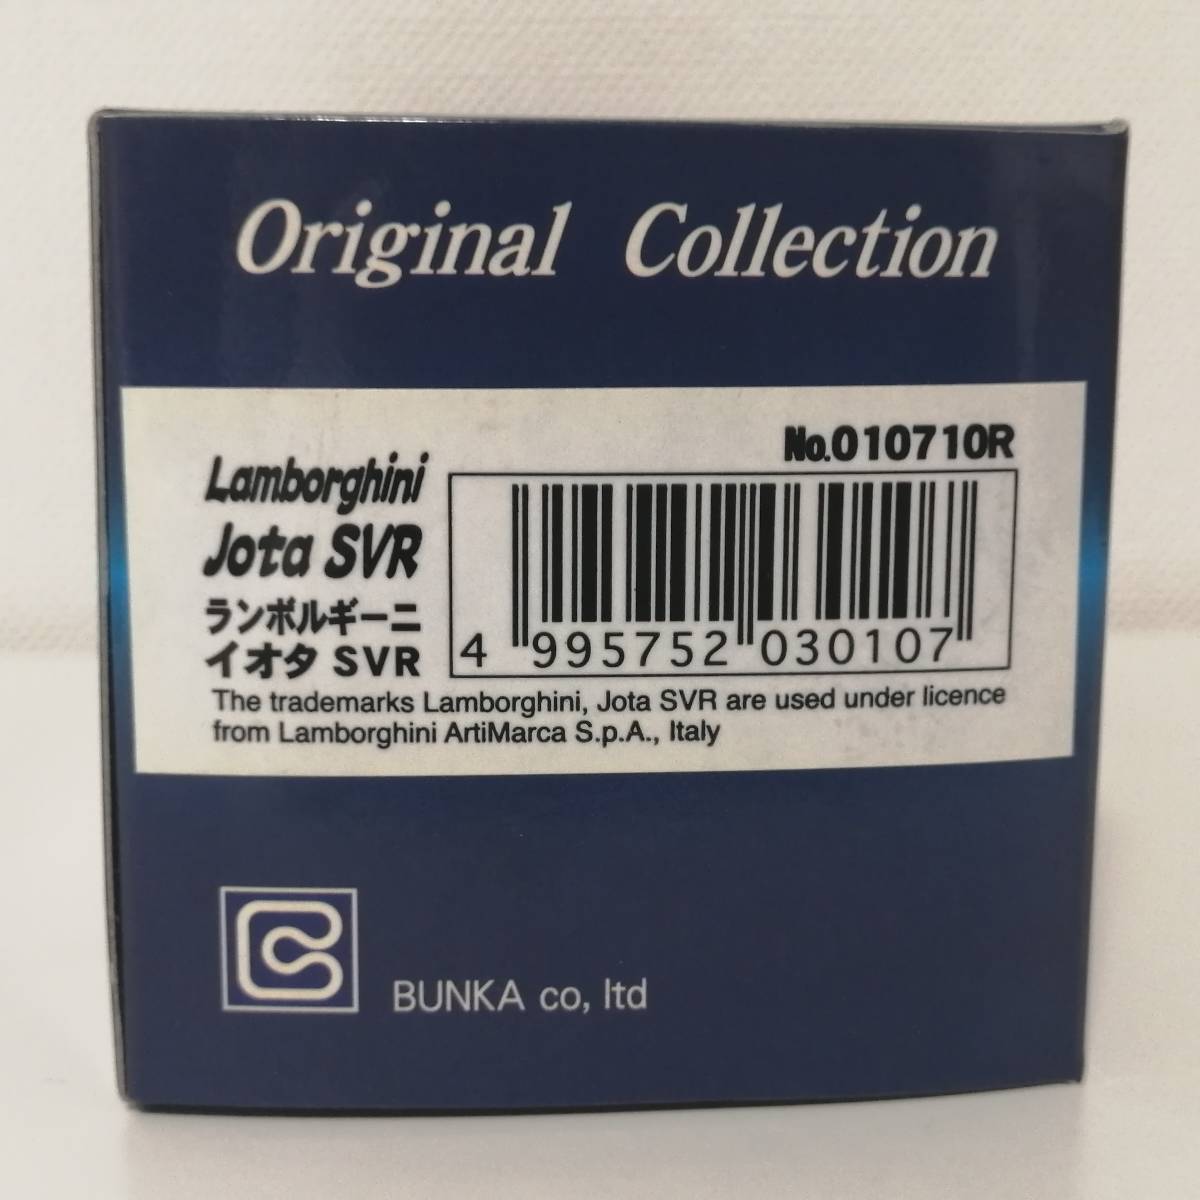 Original Collection
No.010710R
Lamborghini
Jota SVR
ランボルギーニ
イオタ SVR
4 995752 030107
The trademarks Lamborghini, Jota SVR are used under licence
from Lamborghini ArtiMarca S.p.A., Italy
BUNKA co, ltd